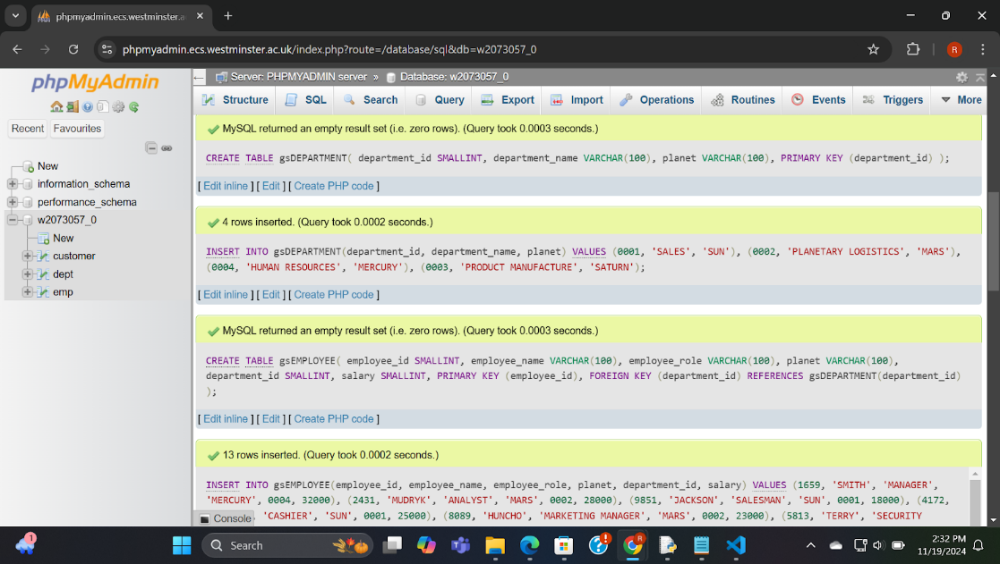 phpmyadmin.ecs.westminster.a
phpmyadmin.ecs.westminster.ac.uk/index.php?route=/database/sql&db=w2073057_0
R
phpMyAdmin
Recent
Favourites
New
information_schema
performance_schema
w2073057_0
New
customer
dept
emp
Server: PHPMYADMIN server » Database: w2073057_0
Structure SQL Search Query Export Import Operations Routines Events Triggers More
MySQL returned an empty result set (i.e. zero rows). (Query took 0.0003 seconds.)
CREATE TABLE gsDEPARTMENT( department_id SMALLINT, department_name VARCHAR(100), planet VARCHAR(100), PRIMARY KEY (department_id) );
[ Edit inline ] [ Edit ] [ Create PHP code ]
4 rows inserted. (Query took 0.0002 seconds.)
INSERT INTO gsDEPARTMENT(department_id, department_name, planet) VALUES (0001, 'SALES', 'SUN'), (0002, 'PLANETARY LOGISTICS', 'MARS'),
(0004, 'HUMAN RESOURCES', 'MERCURY'), (0003, 'PRODUCT MANUFACTURE', 'SATURN');
[ Edit inline ] [ Edit ] [ Create PHP code ]
MySQL returned an empty result set (i.e. zero rows). (Query took 0.0003 seconds.)
CREATE TABLE gsEMPLOYEE( employee_id SMALLINT, employee_name VARCHAR(100), employee_role VARCHAR(100), planet VARCHAR(100),
department_id SMALLINT, salary SMALLINT, PRIMARY KEY (employee_id), FOREIGN KEY (department_id) REFERENCES gsDEPARTMENT(department_id)
);
[ Edit inline ] [ Edit ] [ Create PHP code ]
13 rows inserted. (Query took 0.0002 seconds.)
INSERT INTO gsEMPLOYEE(employee_id, employee_name, employee_role, planet, department_id, salary) VALUES (1659, 'SMITH', 'MANAGER',
'MERCURY', 0004, 32000), (2431, 'MUDRYK', 'ANALYST', 'MARS', 0002, 28000), (9851, 'JACKSON', 'SALESMAN', 'SUN', 0001, 18000), (4172,
'CASHIER', 'SUN', 0001, 25000), (8089, 'HUNCHO', 'MARKETING MANAGER', 'MARS', 0002, 23000), (5813, 'TERRY', 'SECURITY
Console
1
Search
R
2:32 PM
11/19/2024